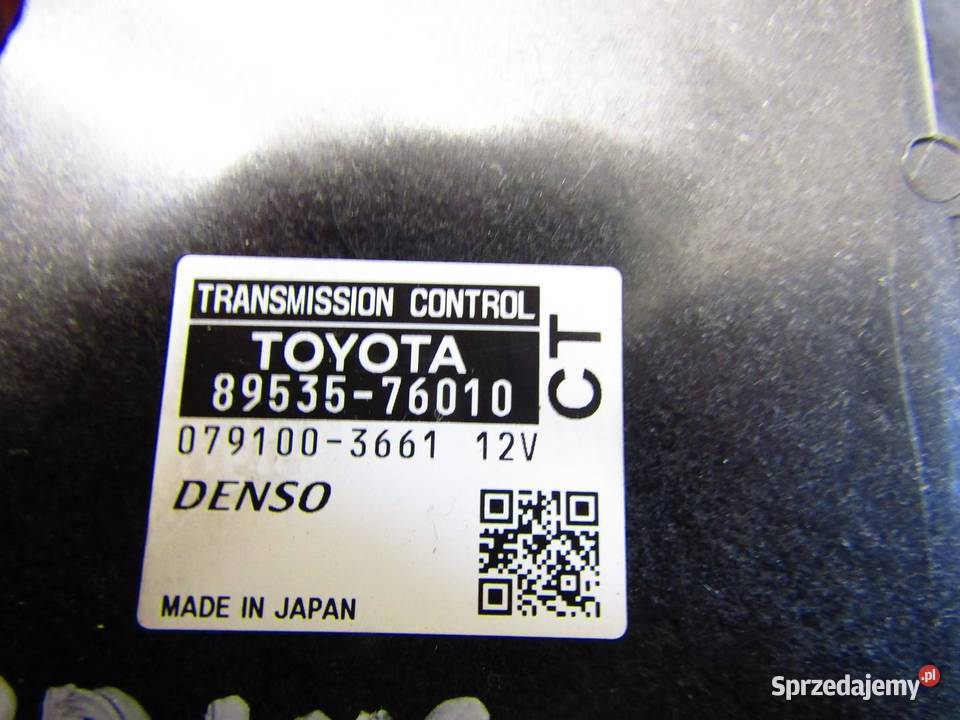 TRANSMISSION CONTROL
TOYOTA
89535-76010
CT
079100-3661 12V
DENSO
MADE IN JAPAN
Sprzedajemy.pl